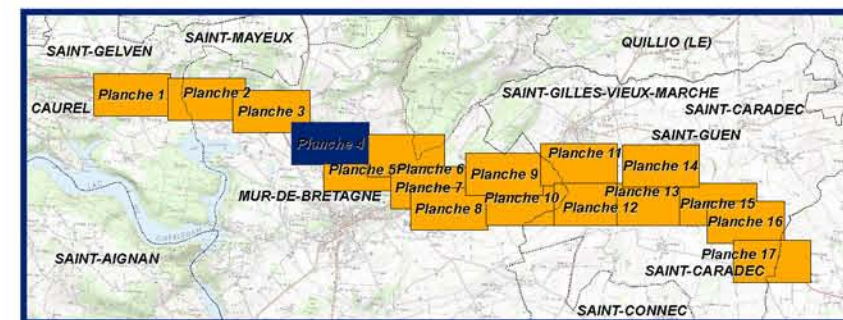 SAINT-GELVEN
SAINT-MAYEUX
QUILLIO (LE)
CAUREL
Planche 1
Planche 2
Planche 3
SAINT-GILLES-VIEUX-MARCHE
SAINT-CARADEC
SAINT-GUEN
Planche 4
Planche 5
Planche 6
Planche 9
Planche 11
Planche 14
MUR-DE-BRETAGNE
Planche 7
Planche 8
Planche 10
Planche 12
Planche 13
Planche 15
Planche 16
SAINT-AIGNAN
Planche 17
SAINT-CARADEC
SAINT-CONNEC